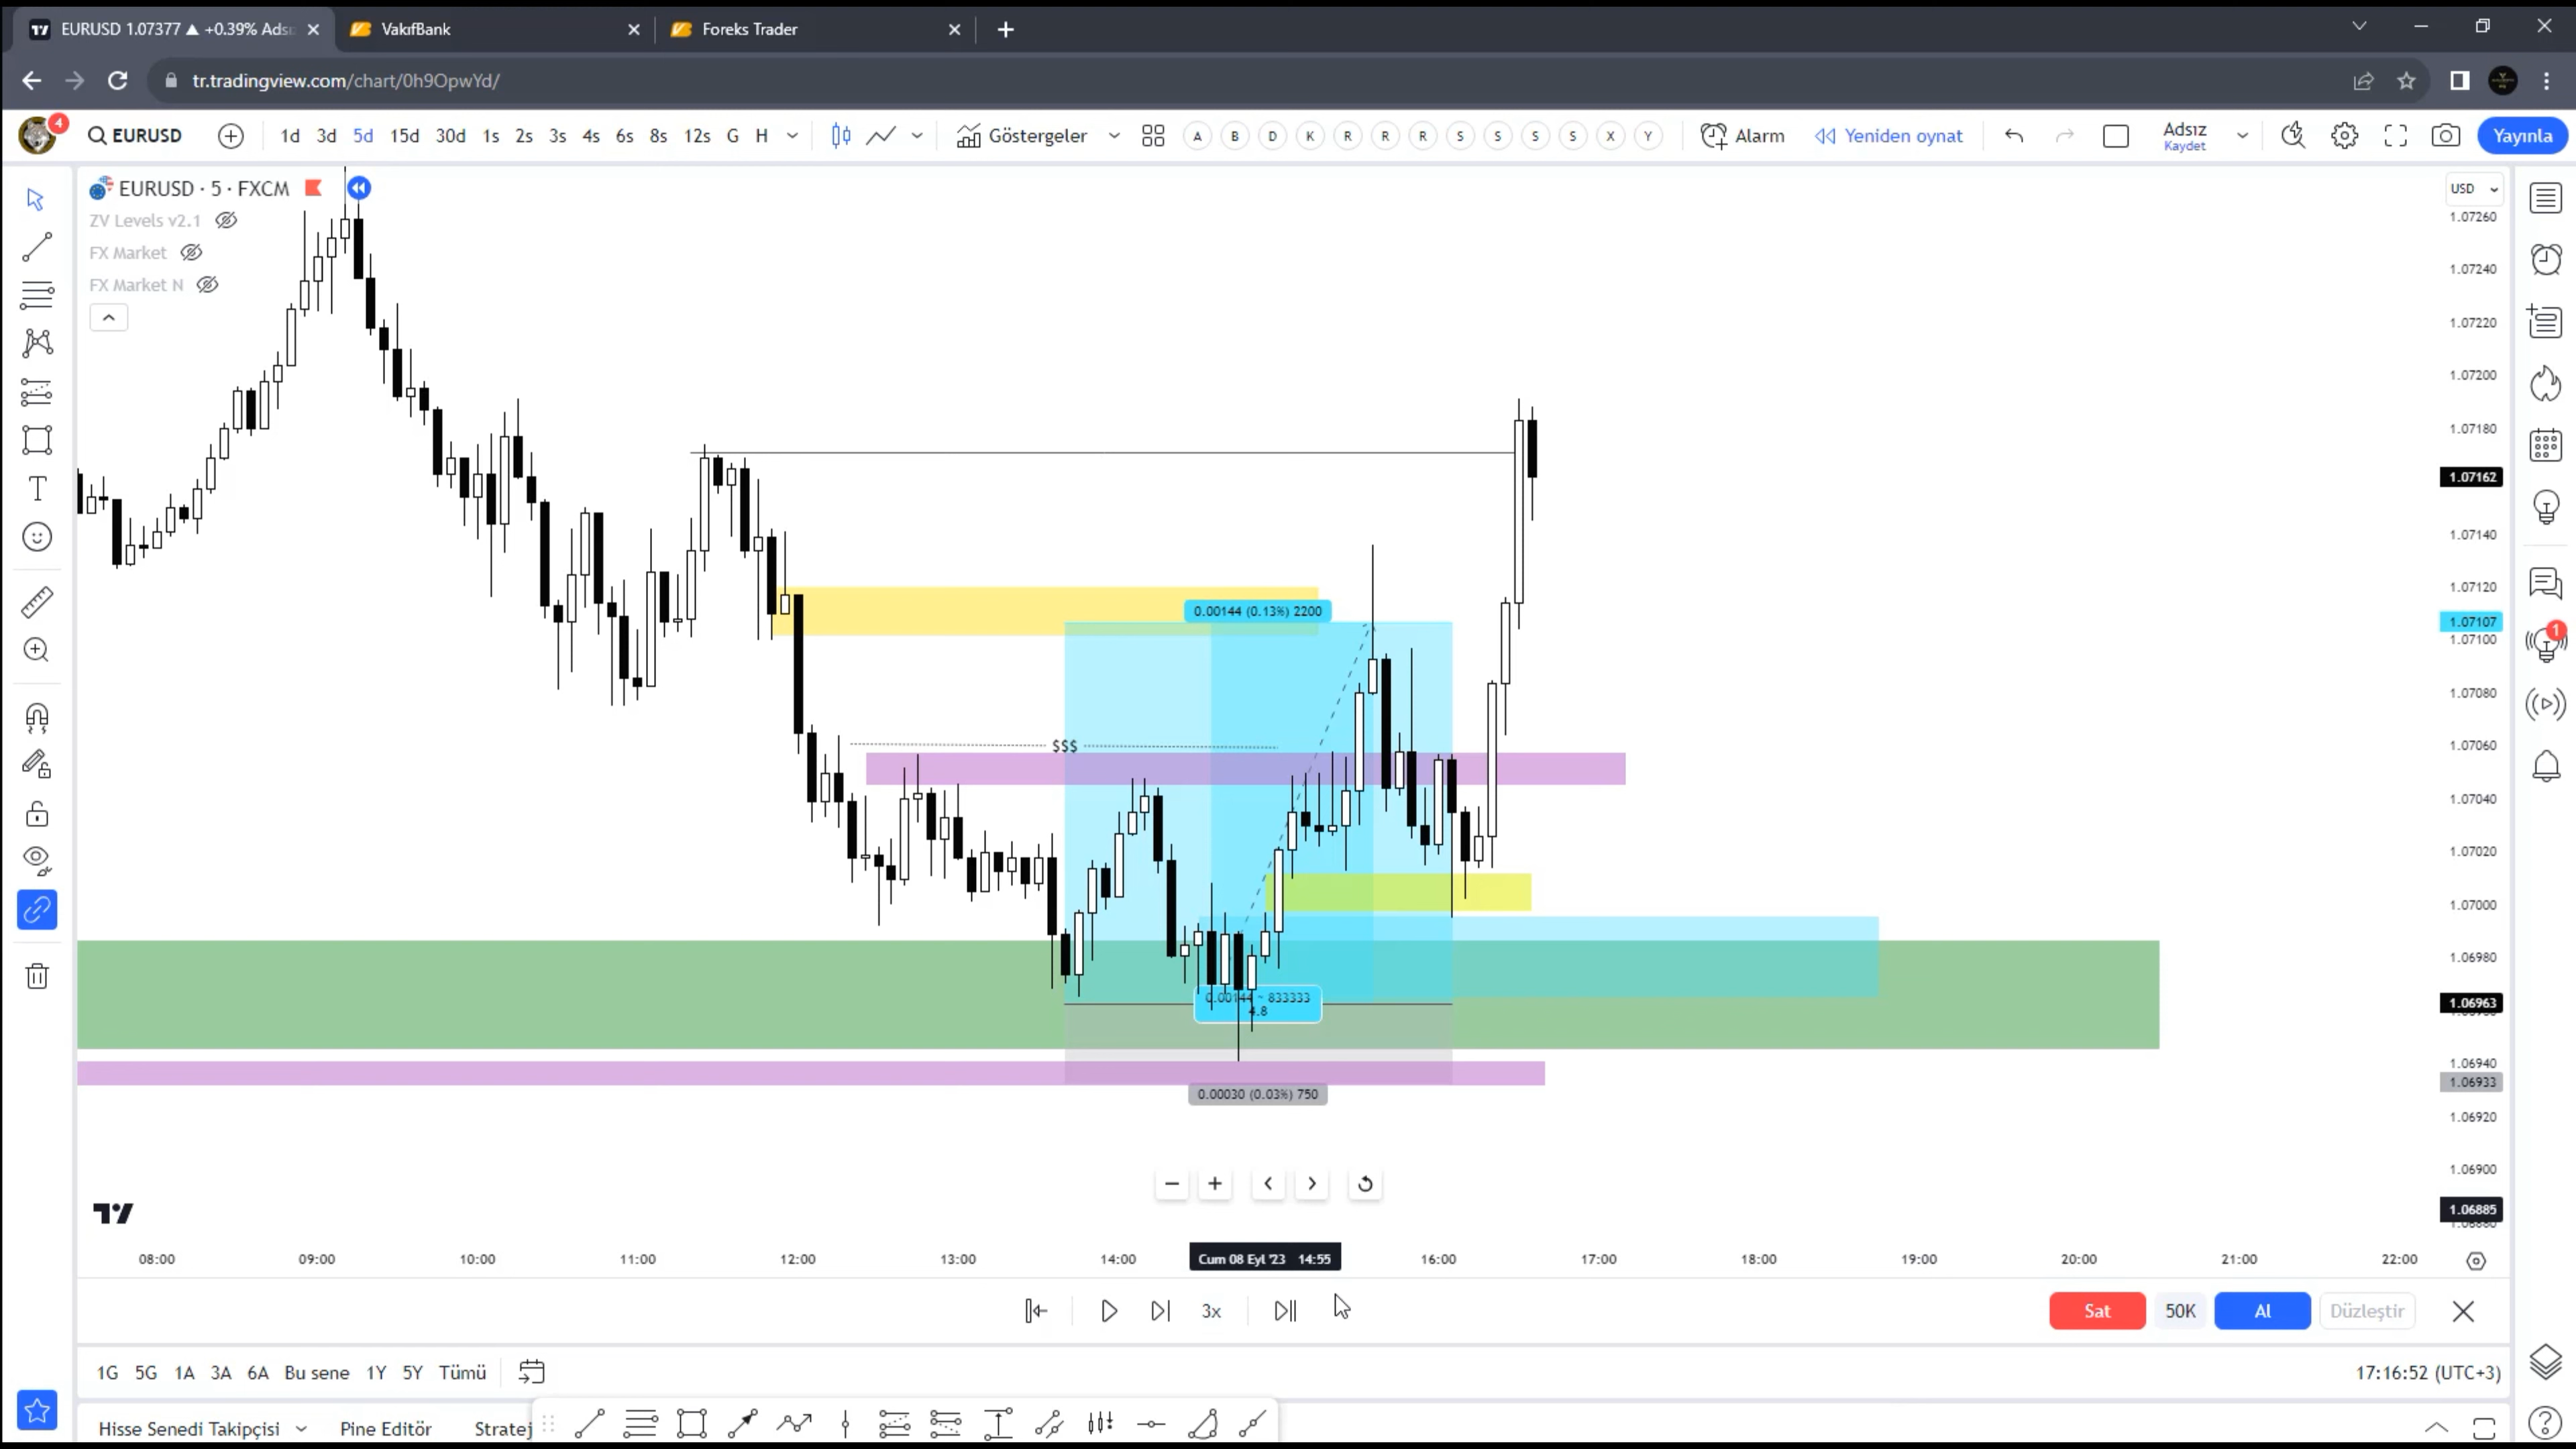 EURUSD 1.07377 ▲ +0.39% Adsı
VakıfBank
Foreks Trader
tr.tradingview.com/chart/0h9OpwYd/
4
EURUSD
1d 3d 5d 15d 30d 1s 2s 3s 4s 6s 8s 12s G H
Göstergeler
A B D K R R R S S S S X Y
Alarm
Yeniden oynat
Adsız
Kaydet
Yayınla
EURUSD · 5 · FXCM
ZV Levels v2.1
FX Market
FX Market N
USD
1.07260
1.07240
1.07220
1.07200
1.07180
1.07162
1.07140
1.07120
1.07107
1.07100
1.07080
1.07060
1.07040
1.07020
1.07000
1.06980
1.06963
1.06940
1.06933
1.06920
1.06900
1.06885
0.00144 (0.13%) 2200
$$$
0.00144 ~ 833333
4.8
0.00030 (0.03%) 750
1
08:00 09:00 10:00 11:00 12:00 13:00 14:00 Cum 08 Eyl '23 14:55 16:00 17:00 18:00 19:00 20:00 21:00 22:00
3x
Sat 50K Al Düzleştir
1G 5G 1A 3A 6A Bu sene 1Y 5Y Tümü
17:16:52 (UTC+3)
Hisse Senedi Takipçisi Pine Editör Stratej